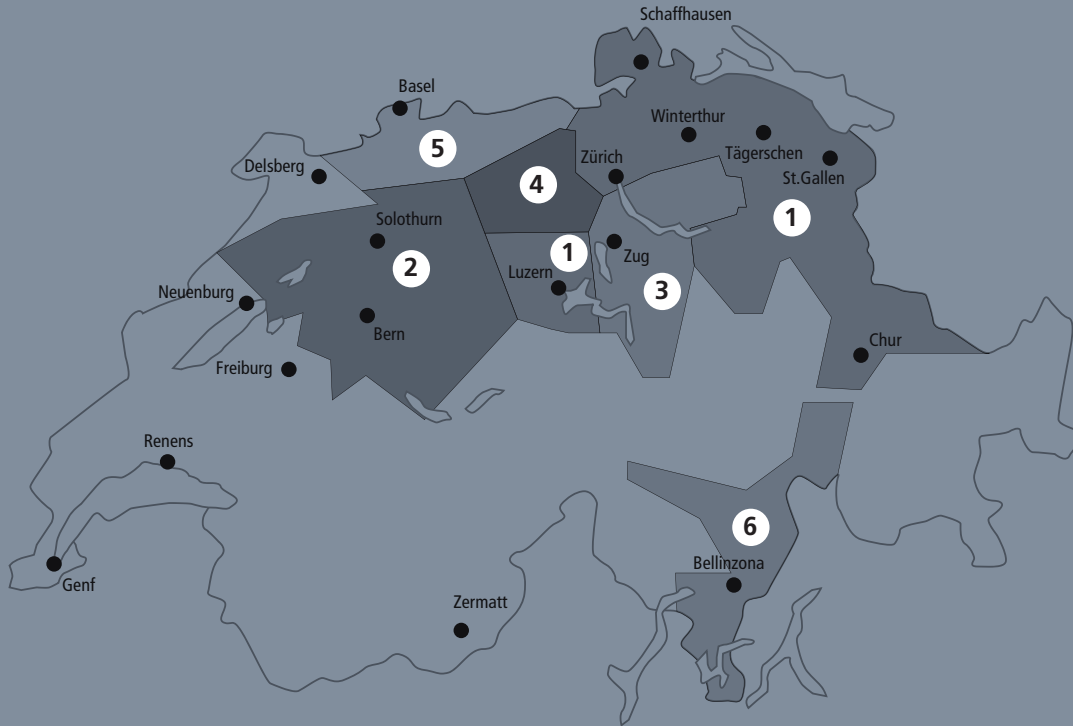 Schaffhausen
Basel
Winterthur
5
Zürich
Tägerschen
St.Gallen
Delsberg
4
1
Solothurn
1
Zug
2
Luzern
3
Neuenburg
Bern
Chur
Freiburg
Renens
6
Bellinzona
Genf
Zermatt